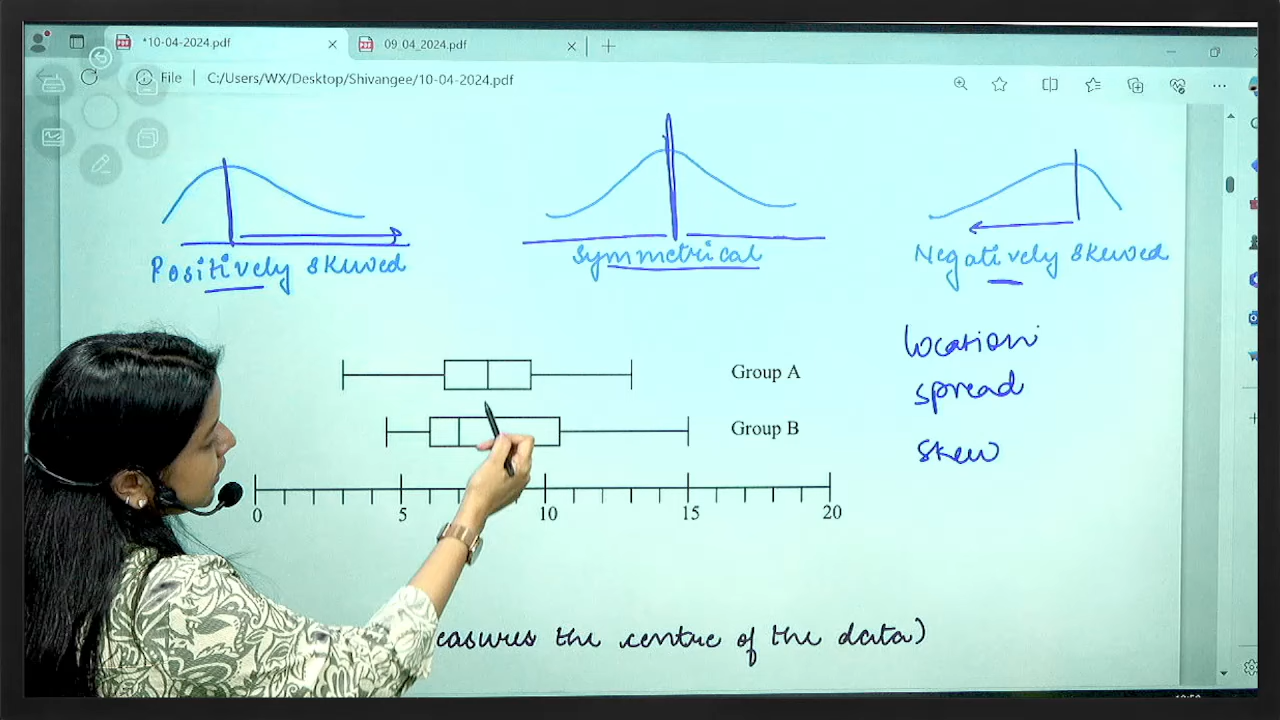 *10-04-2024.pdf
09_04_2024.pdf
File
C:/Users/WX/Desktop/Shivangee/10-04-2024.pdf
Positively skewed
Symmetrical
Negatively skewed
location
spread
skew
Group A
Group B
0 5 10 15 20
easures the centre of the data)